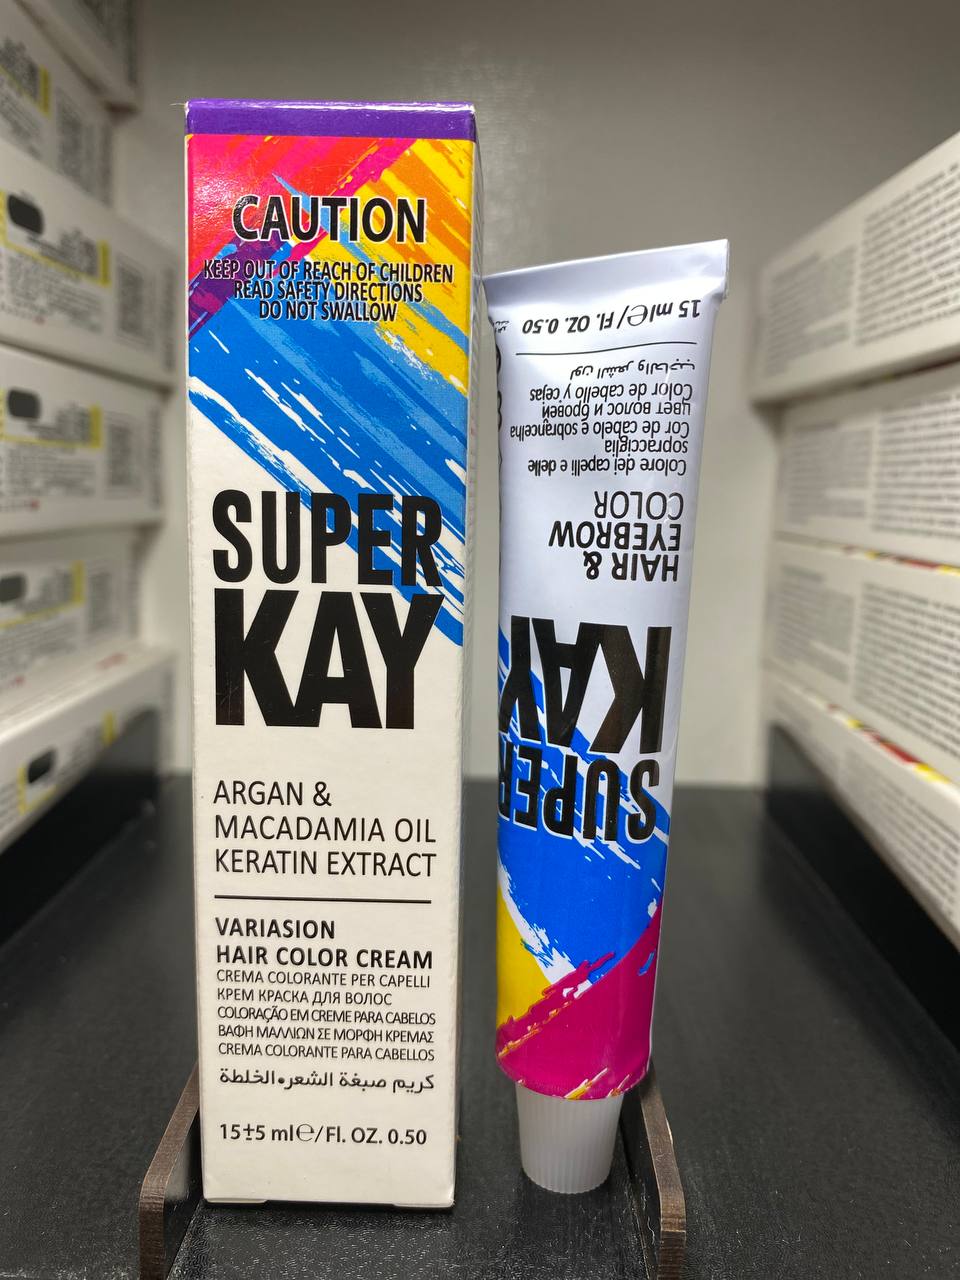 CAUTION
KEEP OUT OF REACH OF CHILDREN
READ SAFETY DIRECTIONS
DO NOT SWALLOW
SUPER
KAY
ARGAN &
MACADAMIA OIL
KERATIN EXTRACT
VARIASION
HAIR COLOR CREAM
CREMA COLORANTE PER CAPELLI
КРЕМ КРАСКА ДЛЯ ВОЛОС
COLORAÇÃO EM CREME PARA CABELOS
ΒΑΦΗ ΜΑΛΛΙΩΝ ΣΕ ΜΟΡΦΗ ΚΡΕΜΑΣ
CREMA COLORANTE PARA CABELLOS
كريم صبغة الشعر•الخلطة
15±5 ml℮/Fl. OZ. 0.50
SUPER
KAY
HAIR &
EYEBROW
COLOR
Colore dei capelli e delle
sopracciglia
Cor de cabelo e sobrancelha
Цвет волос и бровей
Color de cabello y cejas
لون الشعر والحاجب
15 ml℮/Fl. OZ. 0.50